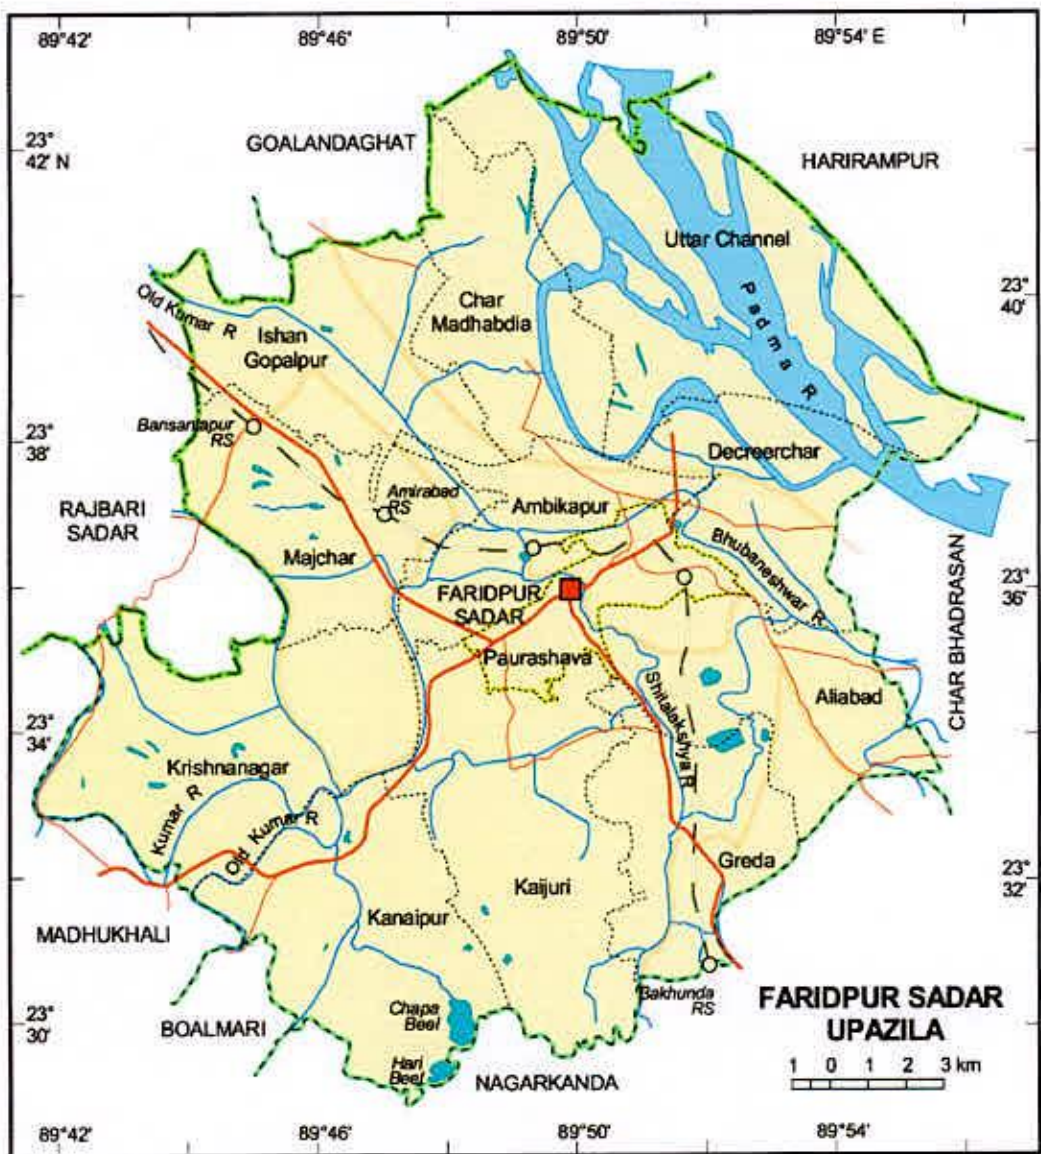 89°42'
89°46'
89°50'
89°54' E
GOALANDAGHAT
HARIRAMPUR
23°
42' N
Uttar Channel
Padma R
23°
40'
Old Kumar R
Ishan
Gopalpur
Char
Madhabdia
Bansantapur
RS
23°
38'
23°
38'
Decreerchar
Amirabad
RS
Ambikapur
RAJBARI
SADAR
Majchar
Bhubaneshwar R
FARIDPUR
SADAR
23°
36'
Paurashava
CHAR BHADRASAN
Shitalakshya R
Aliabad
23°
34'
Krishnanagar
Kumar R
Old Kumar R
Greda
23°
32'
Kaijuri
Kanaipur
MADHUKHALI
Bakhunda
RS
FARIDPUR SADAR
UPAZILA
23°
30'
BOALMARI
Chapa
Beel
Hari
Beel
NAGARKANDA
1 0 1 2 3 km
89°42'
89°46'
89°50'
89°54'